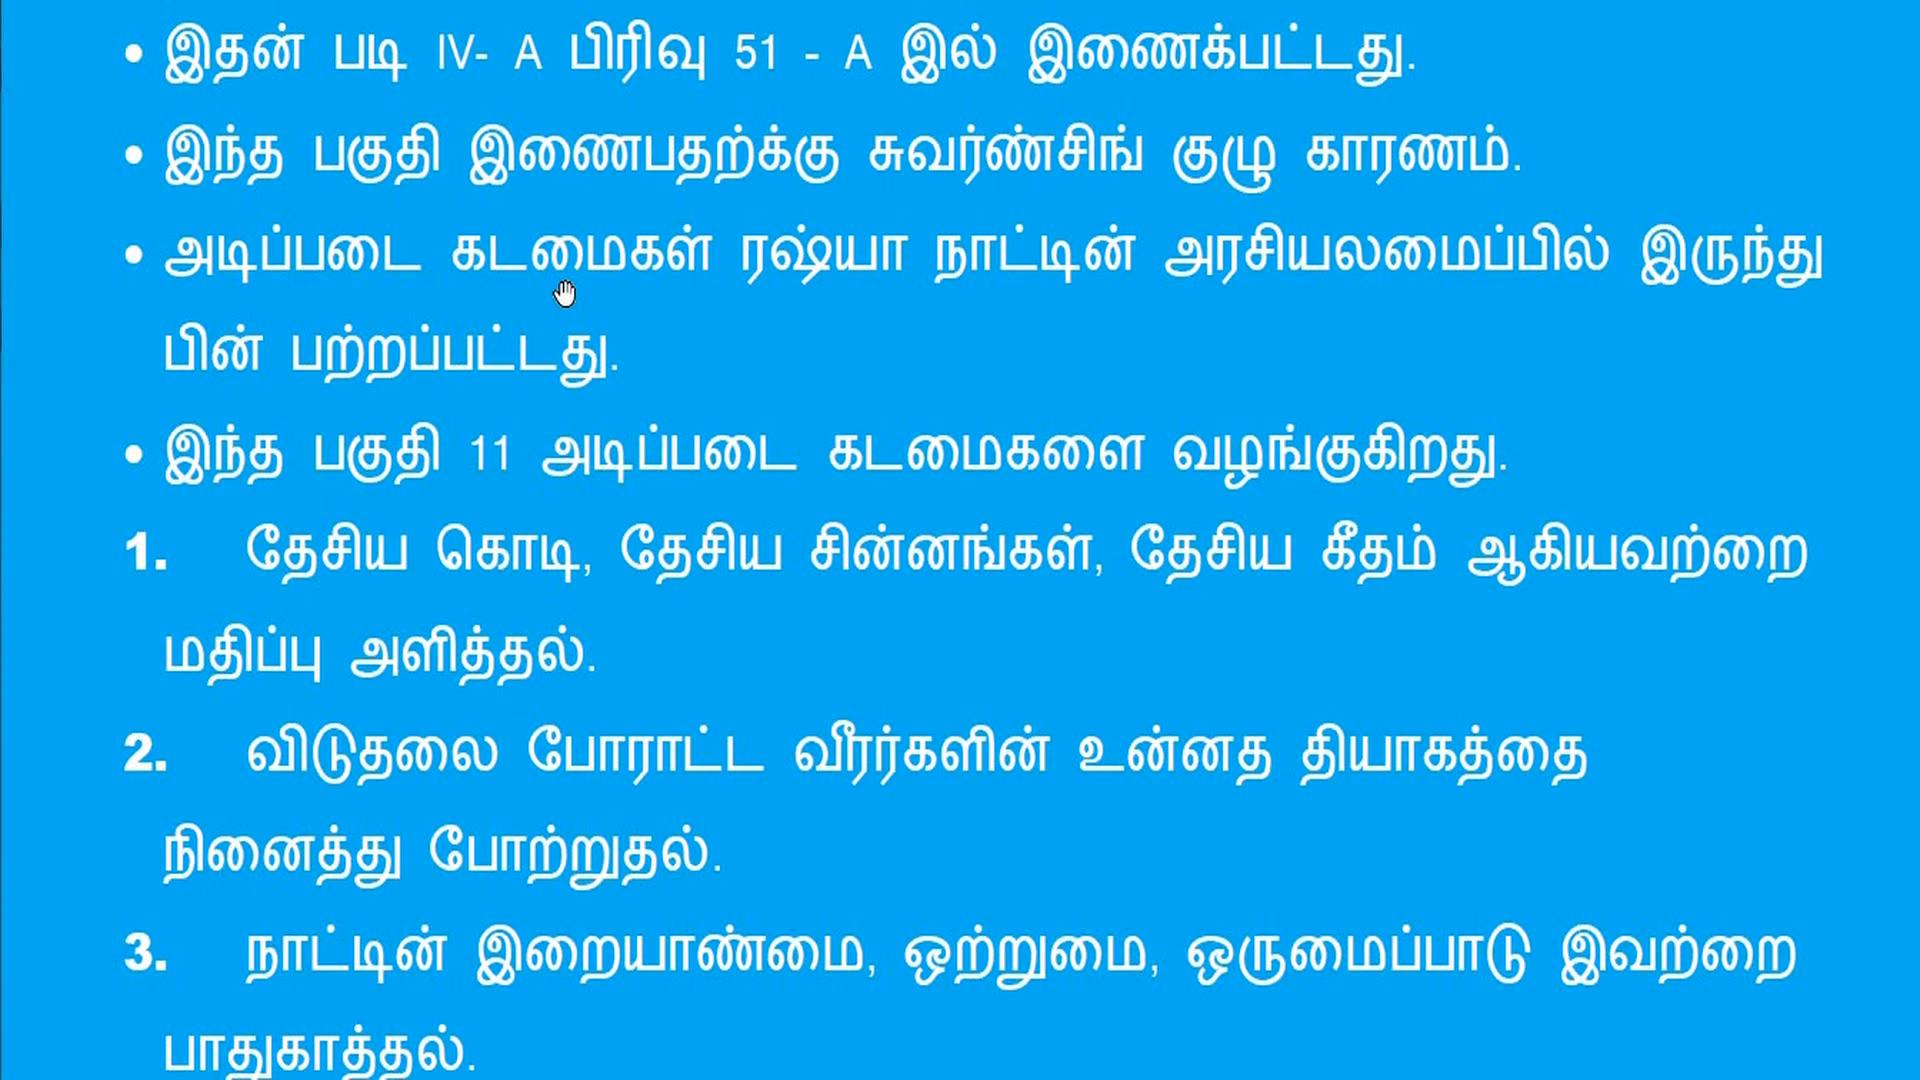 • இதன் படி IV- A பிரிவு 51 - A இல் இணைக்பட்டது.
• இந்த பகுதி இணைபதற்க்கு சுவர்ண்சிங் குழு காரணம்.
• அடிப்படை கடமைகள் ரஷ்யா நாட்டின் அரசியலமைப்பில் இருந்து
பின் பற்றப்பட்டது.
• இந்த பகுதி 11 அடிப்படை கடமைகளை வழங்குகிறது.
1. தேசிய கொடி, தேசிய சின்னங்கள், தேசிய கீதம் ஆகியவற்றை
மதிப்பு அளித்தல்.
2. விடுதலை போராட்ட வீரர்களின் உன்னத தியாகத்தை
நினைத்து போற்றுதல்.
3. நாட்டின் இறையாண்மை, ஒற்றுமை, ஒருமைப்பாடு இவற்றை
பாதுகாத்தல்.